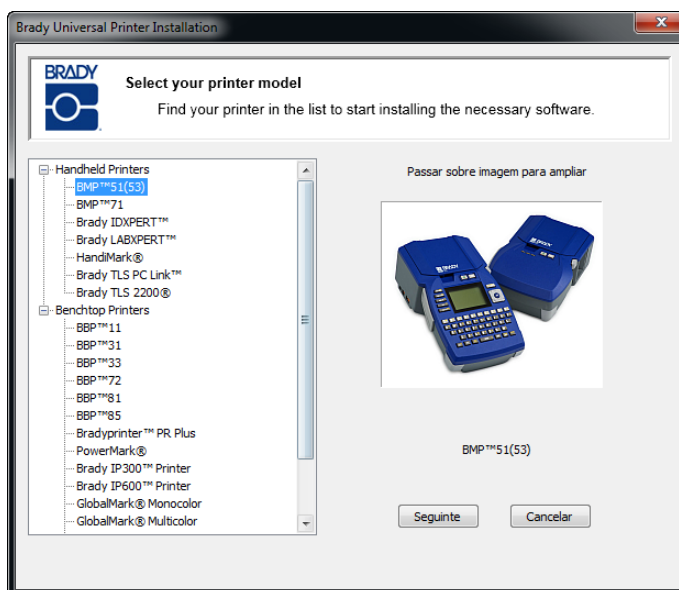 Brady Universal Printer Installation
BRADY
Select your printer model
Find your printer in the list to start installing the necessary software.
Handheld Printers
BMP™51(53)
BMP™71
Brady IDXPERT™
Brady LABXPERT™
HandiMark®
Brady TLS PC Link™
Brady TLS 2200®
Benchtop Printers
BBP™11
BBP™31
BBP™33
BBP™72
BBP™81
BBP™85
Bradyprinter™ PR Plus
PowerMark®
Brady IP300™ Printer
Brady IP600™ Printer
GlobalMark® Monocolor
GlobalMark® Multicolor
Passar sobre imagem para ampliar
BMP™51(53)
Seguinte
Cancelar